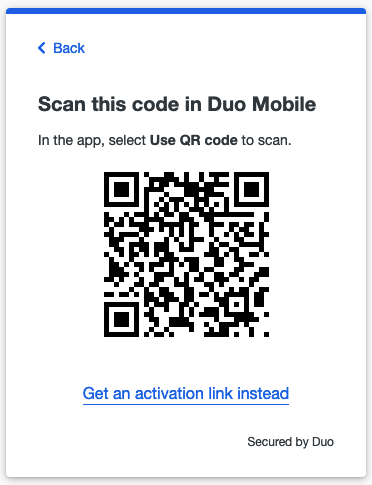 Back
Scan this code in Duo Mobile
In the app, select Use QR code to scan.
Get an activation link instead
Secured by Duo